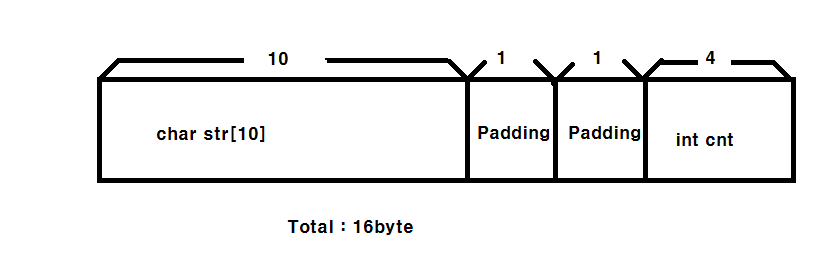 10 1 1 4
char str[10] Padding Padding int cnt
Total : 16byte